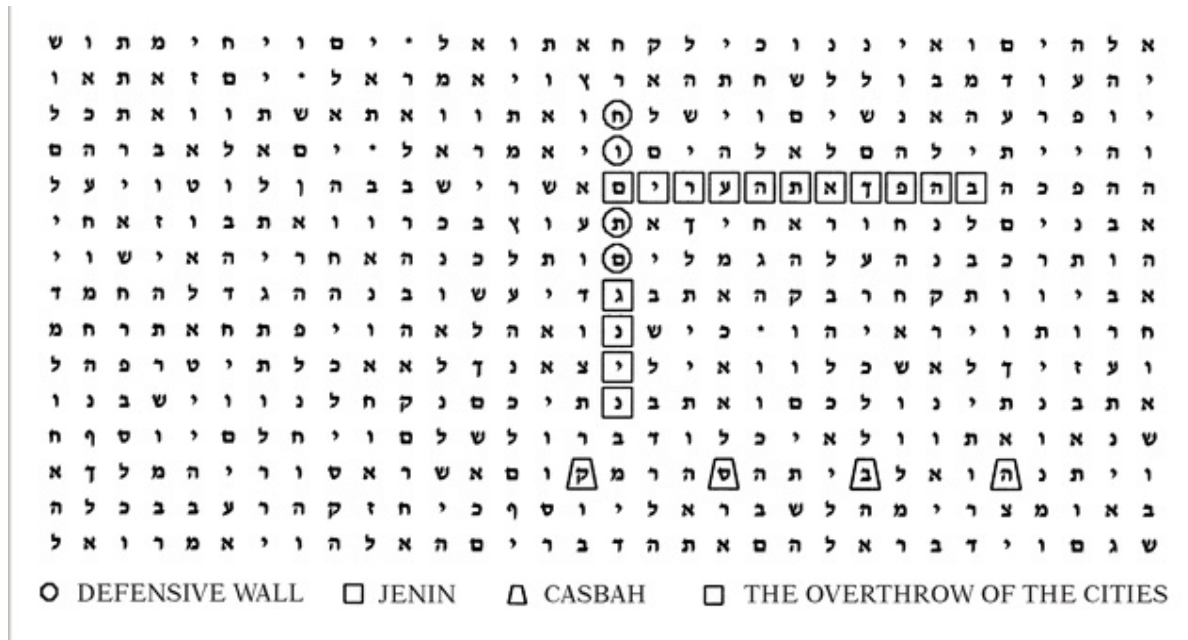 א ל ה י ם ו א י נ נ ו כ י ל ק ח א ת ו א ל • י ם ו י ח י מ ת ו ש
י ה ע ו ד מ ב ו ל ל ש ח ת ה א ר ץ ו י א מ ר א ל • י ם ז א ת א ו
י ו פ ר ע ה א נ ש י ם ו י ש ל ח ו א ת ו ו א ת א ש ת ו ו א ת כ ל
ו ה י י ת י ל ה ם ל א ל ה י ם ו י א מ ר א ל • י ם א ל א ב ר ה ם
ה ה פ כ ה ב ה פ ך א ת ה ע ר י ם א ש ר י ש ב ב ה ן ל ו ט ו י ע ל
א ב נ י ם ל נ ח ו ר א ח י ך א ת ע ו ץ ב כ ר ו ו א ת ב ו ז א ח י
ה ו ת ר כ ב נ ה ע ל ה ג מ ל י ם ו ת ל כ נ ה א ח ר י ה א י ש ו י
א ב י ו ו ת ק ח ר ב ק ה א ת ב ג ד י ע ש ו ב נ ה ה ג ד ל ה ח מ ד
ח ר ו ת ו י ר א י ה ו • כ י ש נ ו א ה ל א ה ו י פ ת ח א ת ר ח מ
ו ע ז י ך ל א ש כ ל ו ו א י ל י צ א נ ך ל א א כ ל ת י ט ר פ ה ל
א ת ב נ ת י נ ו ל כ ם ו א ת ב נ ת י כ ם נ ק ח ל נ ו ו י ש ב נ ו
ש נ א ו א ת ו ו ל א י כ ל ו ד ב ר ו ל ש ל ם ו י ח ל ם י ו ס ף ח
ו י ת נ ה ו א ל ב י ת ה ס ה ר מ ק ו ם א ש ר א ס ו ר י ה מ ל ך א
ב א ו מ צ ר י מ ה ל ש ב ר א ל י ו ס ף כ י ח ז ק ה ר ע ב ב כ ל ה
ש ג ם ו י ד ב ר א ל ה ם א ת ה ד ב ר י ם ה א ל ה ו י א מ ר ו א ל
DEFENSIVE WALL JENIN CASBAH THE OVERTHROW OF THE CITIES